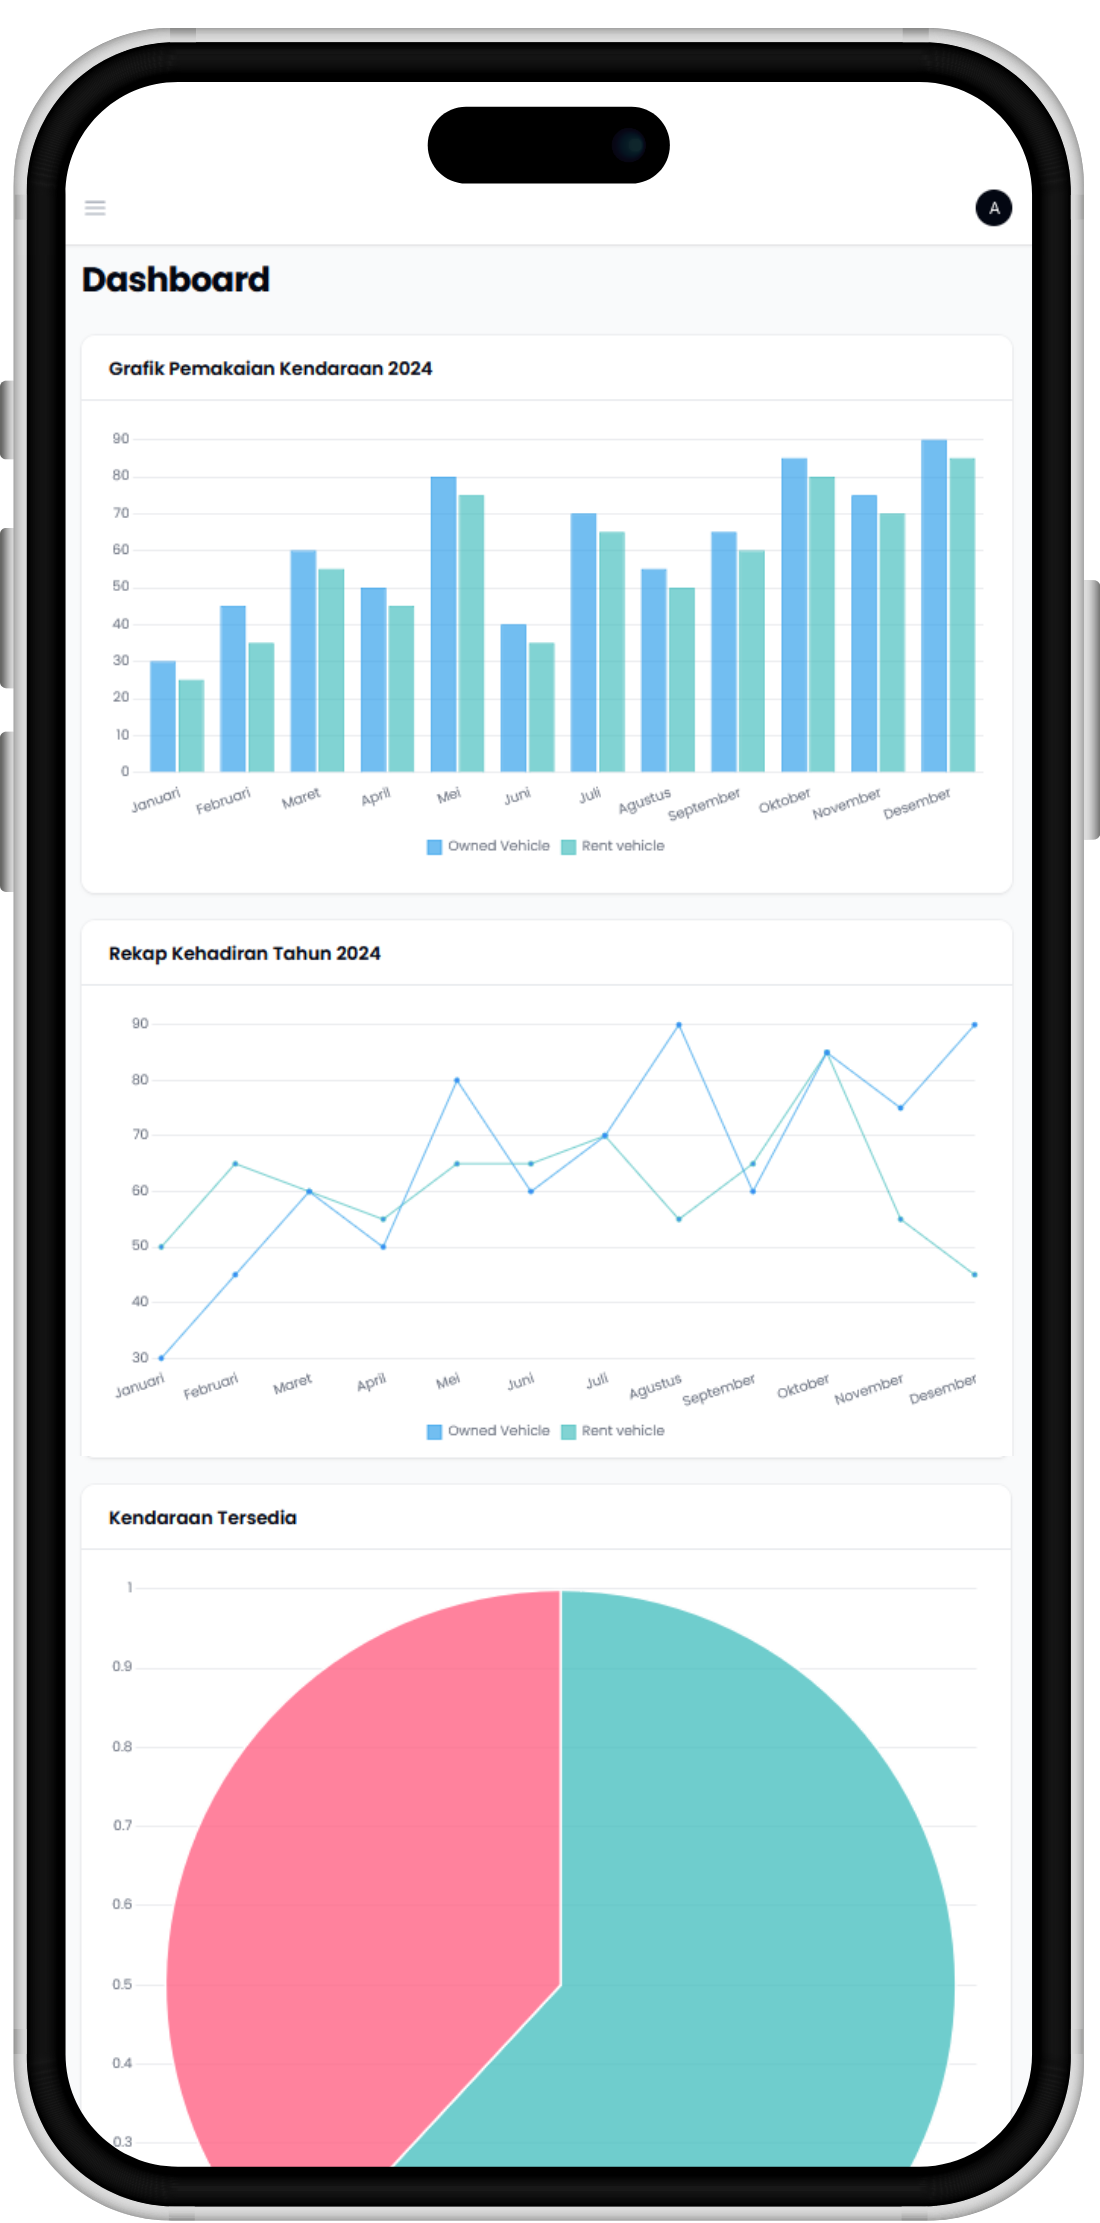 A
Dashboard
Grafik Pemakaian Kendaraan 2024
90
80
70
60
50
40
30
20
10
0
Januari Februari Maret April Mei Juni Juli Agustus September Oktober November Desember
Owned Vehicle Rent vehicle
Rekap Kehadiran Tahun 2024
90
80
70
60
50
40
30
Januari Februari Maret April Mei Juni Juli Agustus September Oktober November Desember
Owned Vehicle Rent vehicle
Kendaraan Tersedia
1
0.9
0.8
0.7
0.6
0.5
0.4
0.3